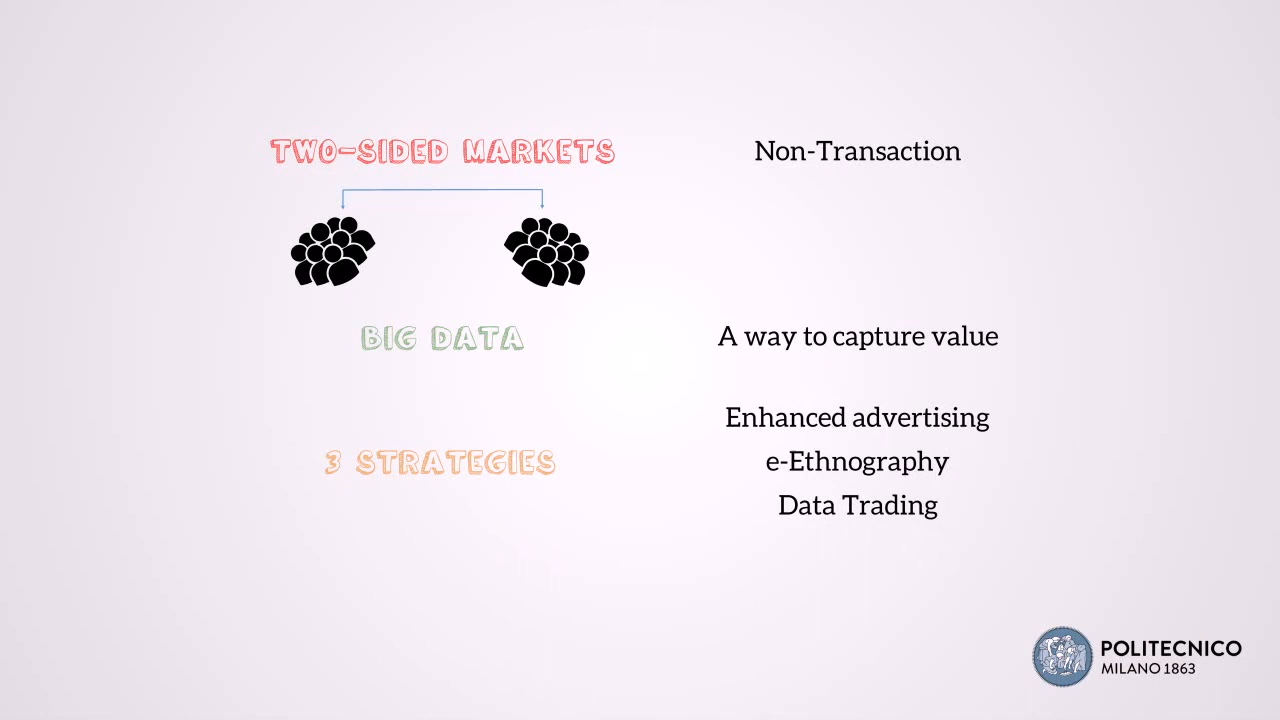 TWO-SIDED MARKETS
Non-Transaction
BIG DATA
A way to capture value
3 STRATEGIES
Enhanced advertising
e-Ethnography
Data Trading
POLITECNICO
MILANO 1863